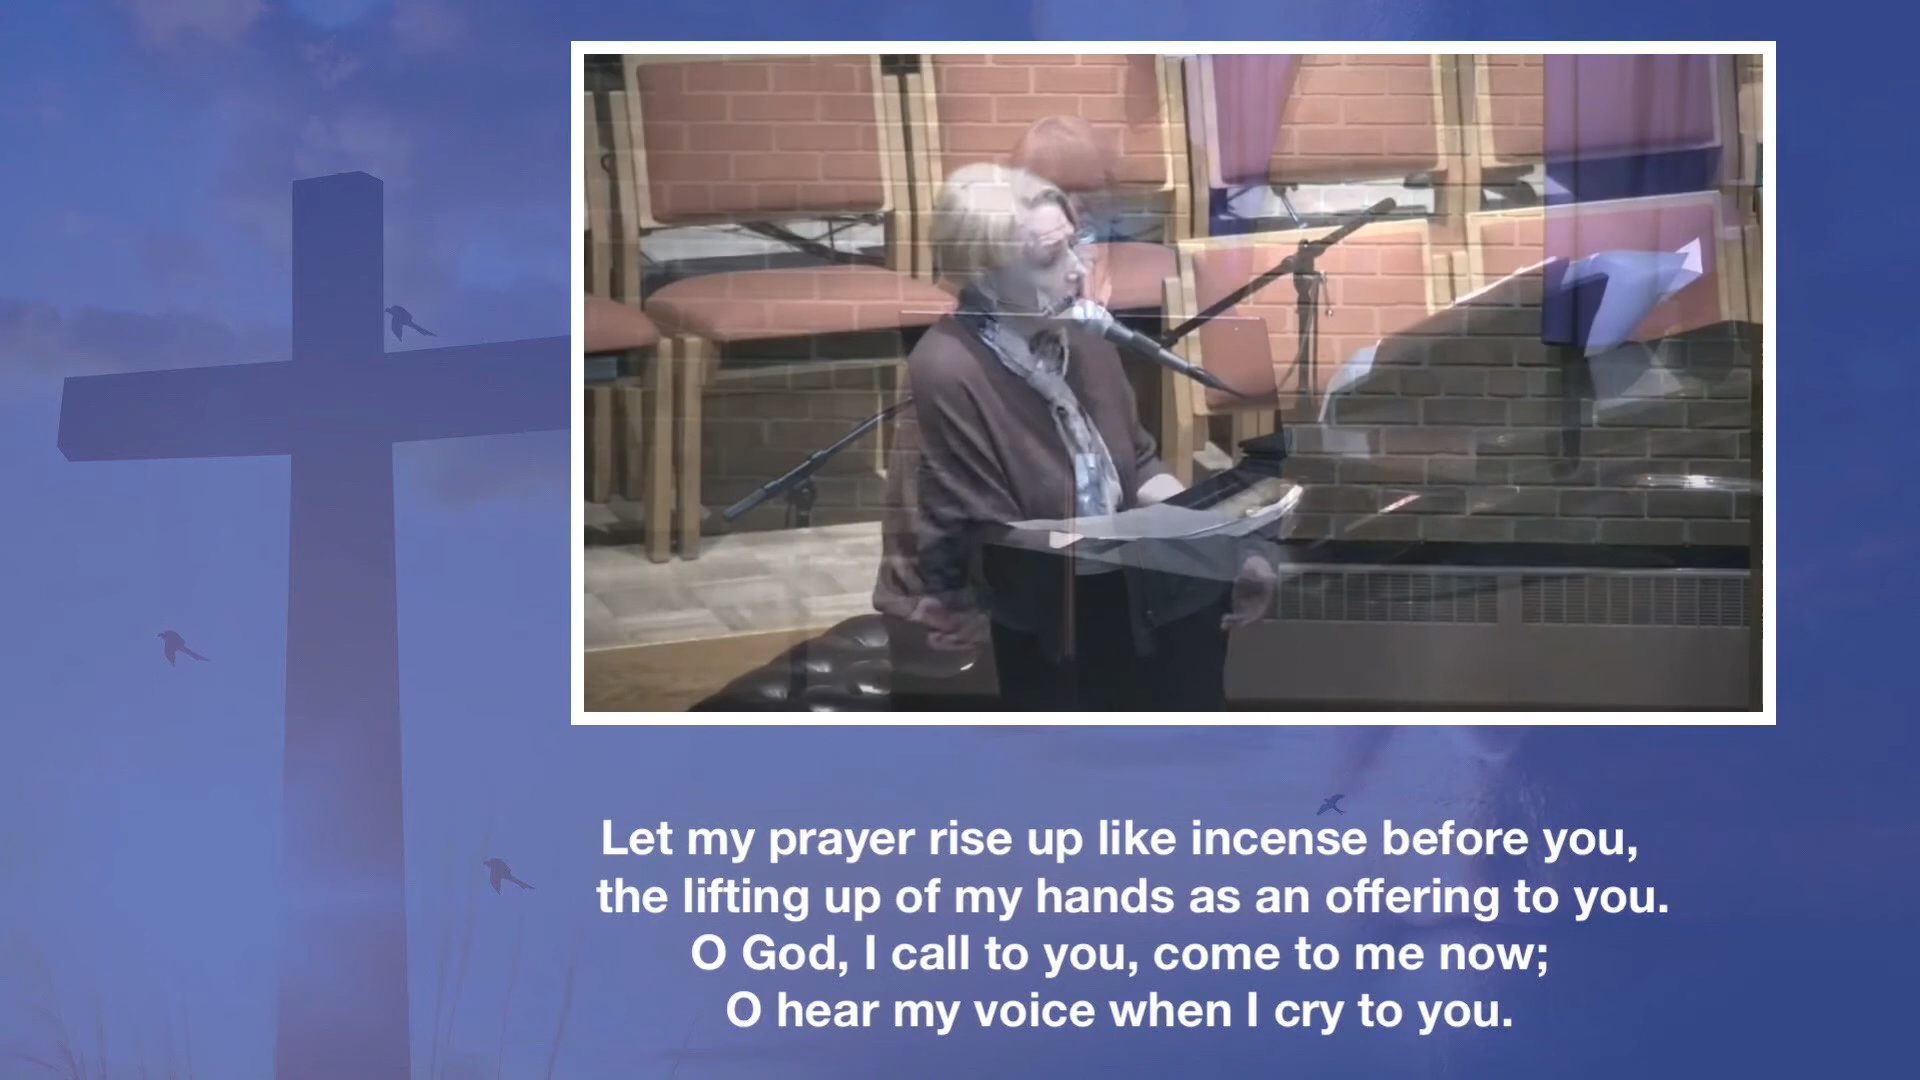 Let my prayer rise up like incense before you,
the lifting up of my hands as an offering to you.
O God, I call to you, come to me now;
O hear my voice when I cry to you.